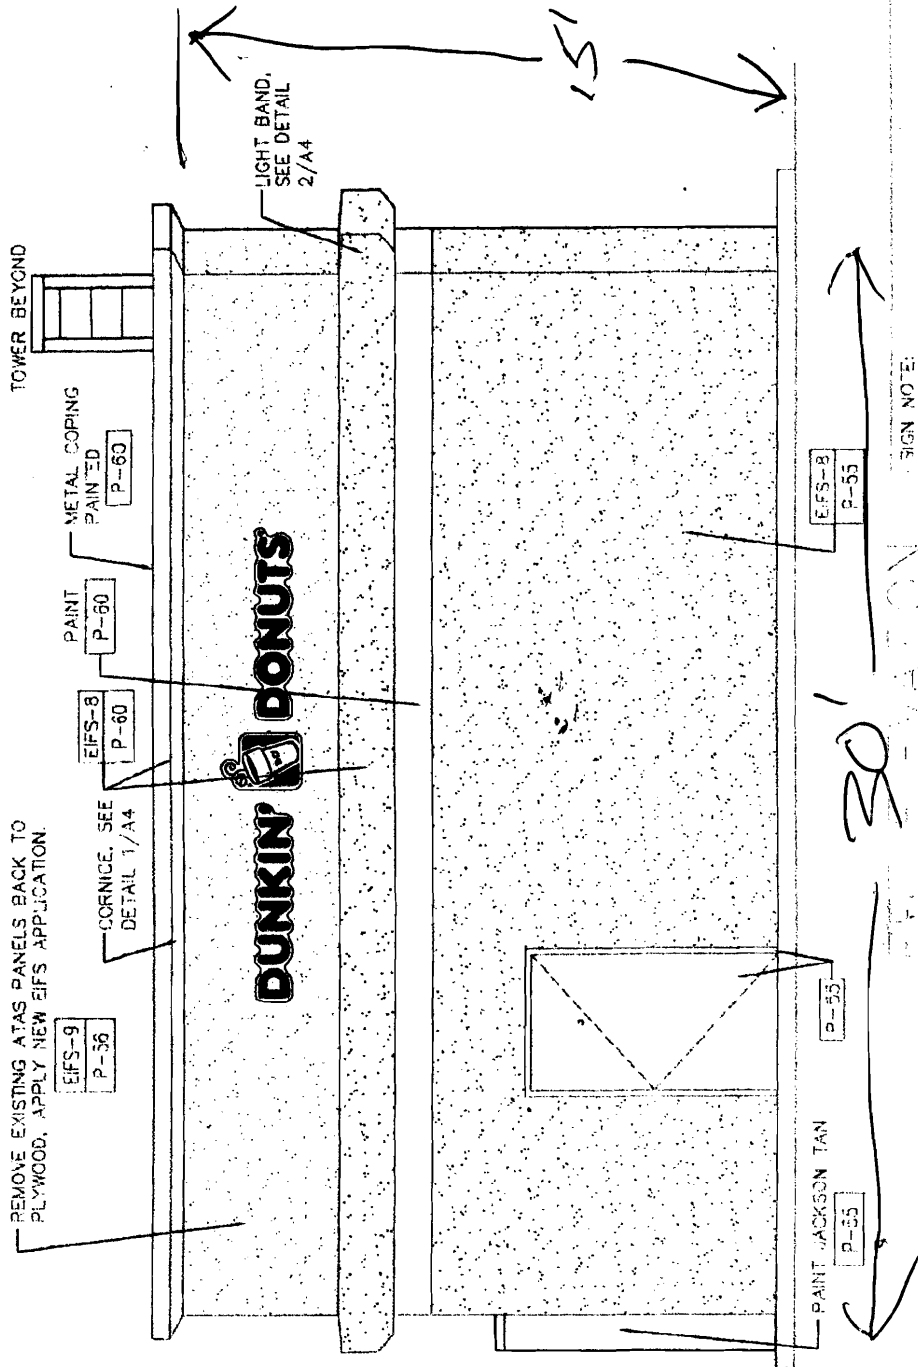 REMOVE EXISTING ATAS PANELS BACK TO
PLYWOOD, APPLY NEW EIFS APPLICATION.
EIFS-9
P-56
CORNICE, SEE
DETAIL 1/A4
EIFS-8
P-60
PAINT
P-60
METAL COPING
PAINTED
P-60
TOWER BEYOND
LIGHT BAND,
SEE DETAIL
2/A4
DUNKIN' DONUTS
15'
PAINT JACKSON TAN
P-55
P-55
EIFS-8
P-55
30'
SIGN NOTE: